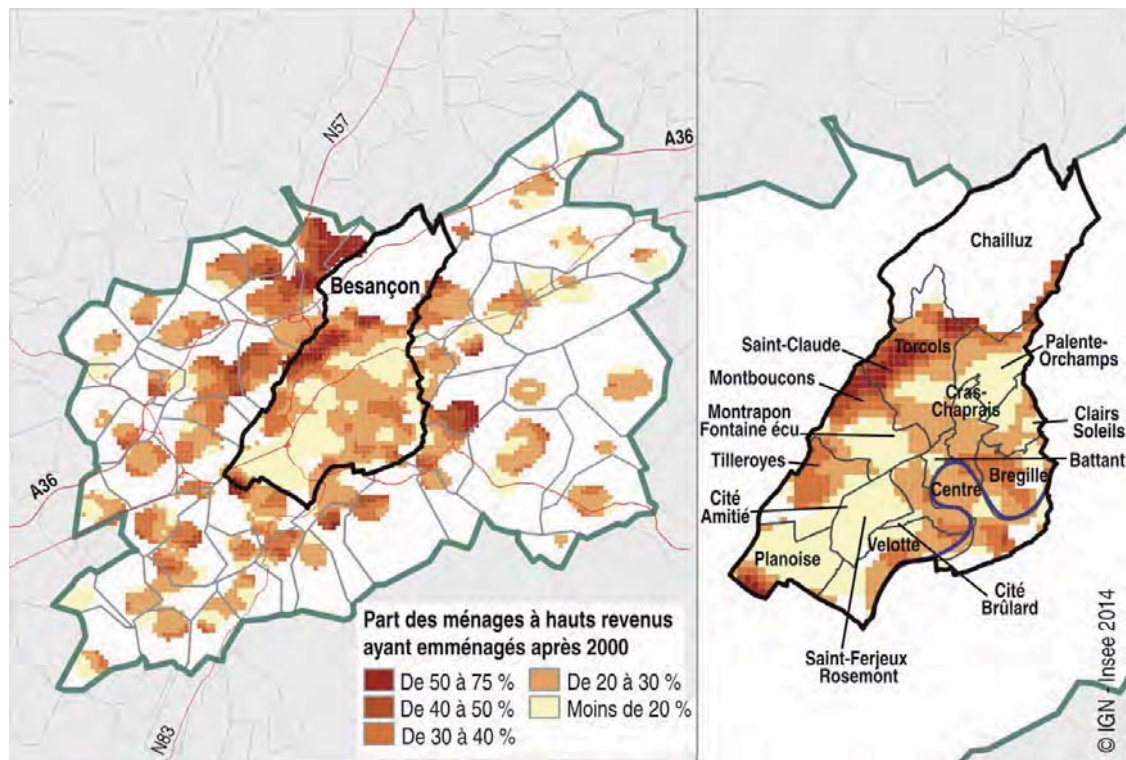 N57
A36
Besançon
A36
N83
Part des ménages à hauts revenus
ayant emménagés après 2000
De 50 à 75 %
De 40 à 50 %
De 30 à 40 %
De 20 à 30 %
Moins de 20 %
Chailluz
Saint-Claude
Torcols
Palente-
Orchamps
Montboucons
Cras-
Chaprais
Montrapon
Fontaine écu
Clairs
Soleils
Tilleroyes
Battant
Bregille
Centre
Cité
Amitié
Planoise
Velotte
Cité
Brûlard
Saint-Ferjeux
Rosemont
© IGN - Insee 2014